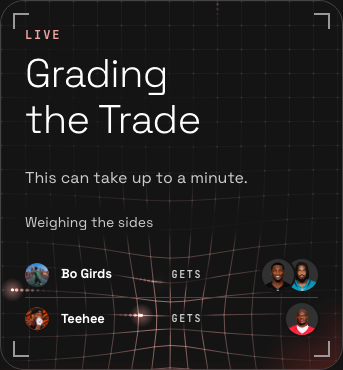 LIVE
Grading
the Trade
This can take up to a minute.
Weighing the sides
Bo Girds GETS
Teehee GETS